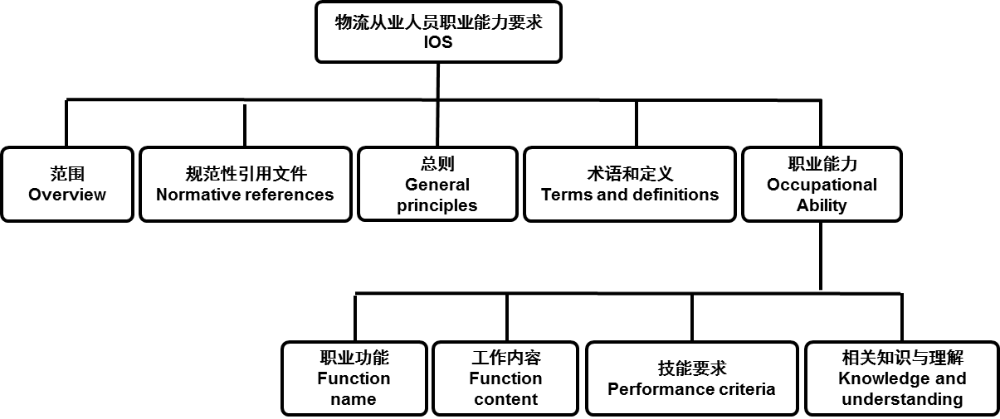 物流从业人员职业能力要求
IOS
范围
Overview
规范性引用文件
Normative references
总则
General
principles
术语和定义
Terms and definitions
职业能力
Occupational
Ability
职业功能
Function
name
工作内容
Function
content
技能要求
Performance criteria
相关知识与理解
Knowledge and
understanding